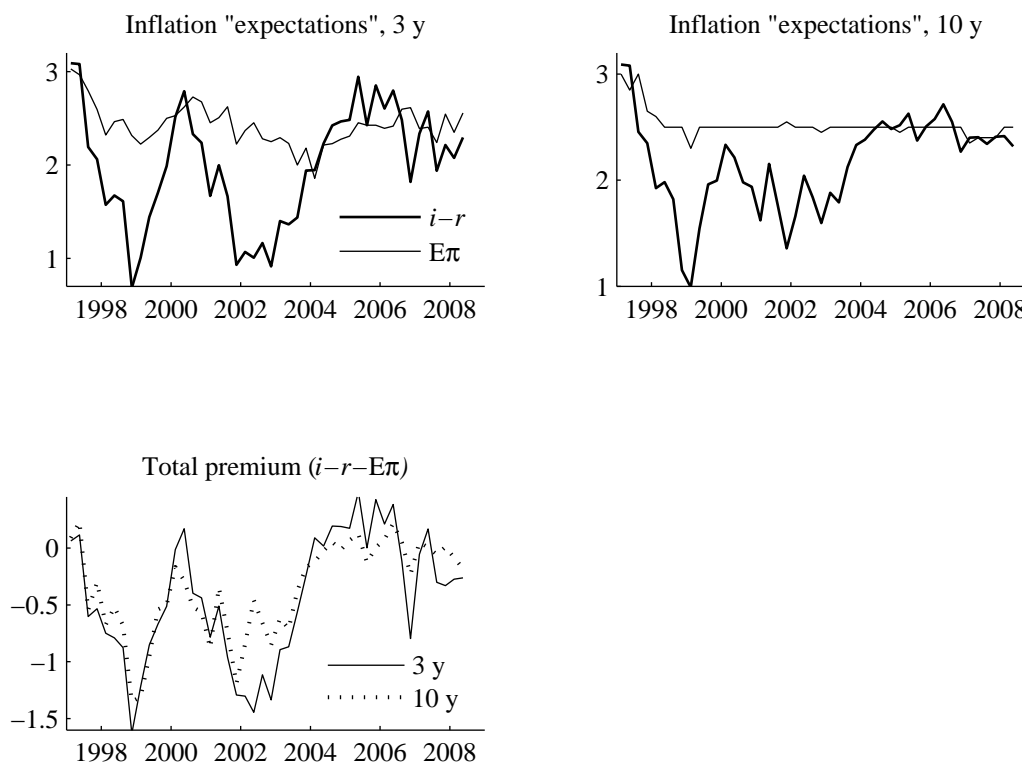 Inflation "expectations", 3 y
3
2
1
i−r
Eπ
1998 2000 2002 2004 2006 2008
Inflation "expectations", 10 y
3
2
1
1998 2000 2002 2004 2006 2008
Total premium (i−r−Eπ)
0
−0.5
−1
−1.5
3 y
10 y
1998 2000 2002 2004 2006 2008